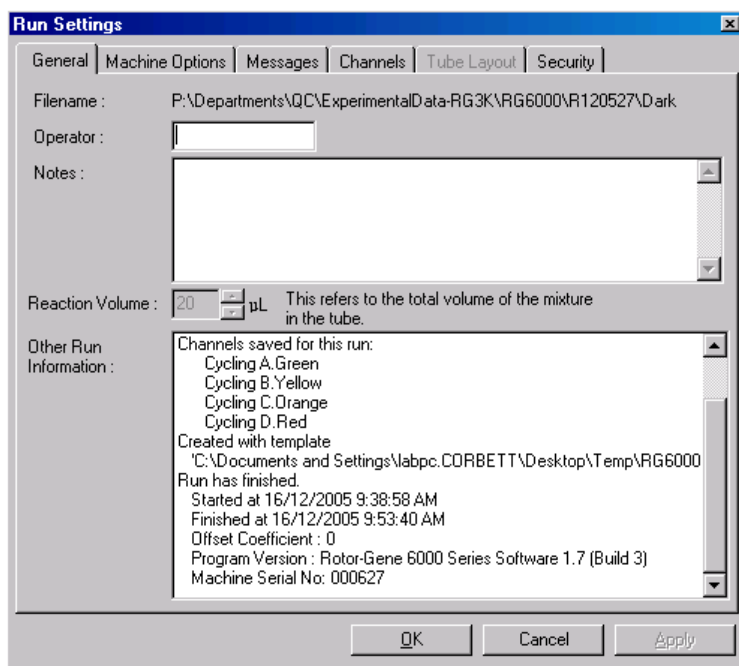 Run Settings
General Machine Options Messages Channels Tube Layout Security
Filename : P:\Departments\QC\ExperimentalData-RG3K\RG6000\R120527\Dark
Operator :
Notes :
Reaction Volume : 20 µL This refers to the total volume of the mixture
in the tube.
Other Run
Information :
Channels saved for this run:
Cycling A.Green
Cycling B.Yellow
Cycling C.Orange
Cycling D.Red
Created with template
'C:\Documents and Settings\labpc.CORBETT\Desktop\Temp\RG6000
Run has finished.
Started at 16/12/2005 9:38:58 AM
Finished at 16/12/2005 9:53:40 AM
Offset Coefficient : 0
Program Version : Rotor-Gene 6000 Series Software 1.7 (Build 3)
Machine Serial No: 000627
OK Cancel Apply